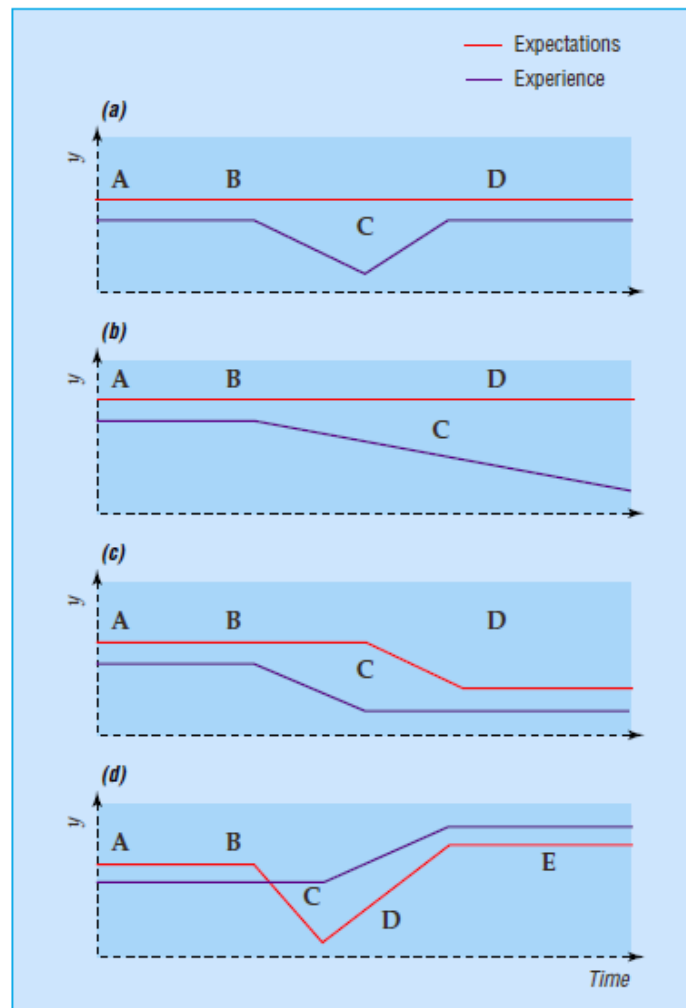 Expectations
Experience
(a)
y
A B D
C
(b)
y
A B D
C
(c)
y
A B D
C
(d)
y
A B
E
C
D
Time